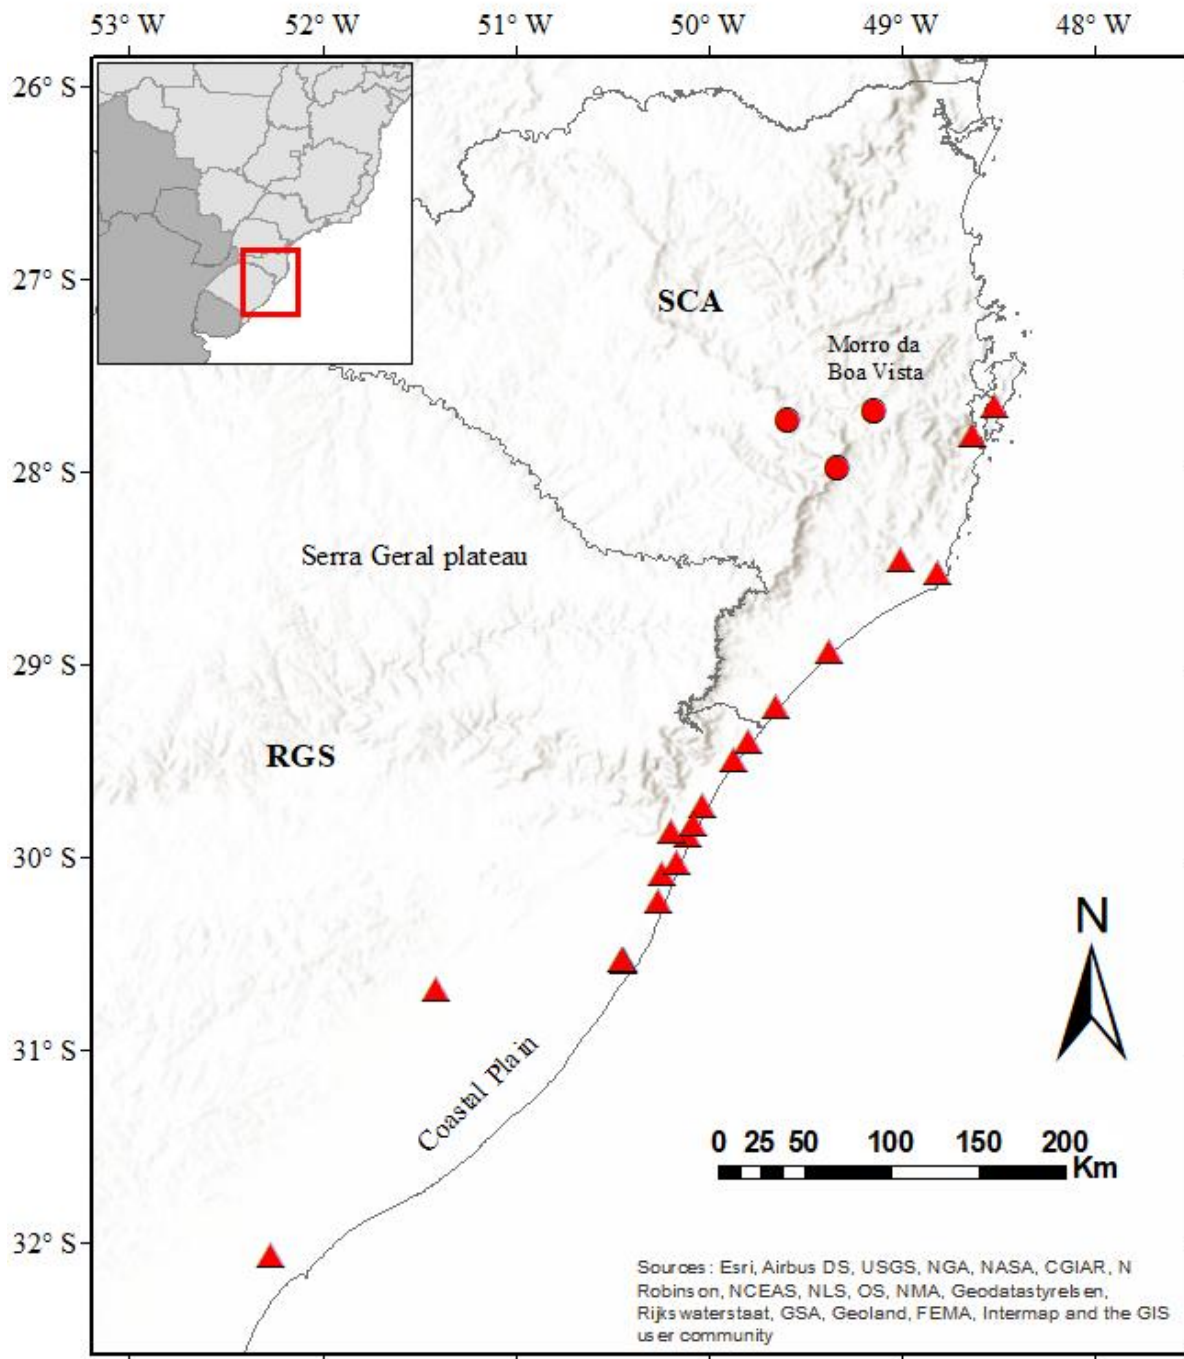 53° W 52° W 51° W 50° W 49° W 48° W
26° S
27° S
SCA
Morro da
Boa Vista
28° S
Serra Geral plateau
29° S
RGS
30° S
N
31° S
Coastal Plain
0 25 50 100 150 200
Km
32° S
Sources: Esri, Airbus DS, USGS, NGA, NASA, CGIAR, N
Robinson, NCEAS, NLS, OS, NMA, Geodatastyrelsen,
Rijkswaterstaat, GSA, Geoland, FEMA, Intermap and the GIS
user community